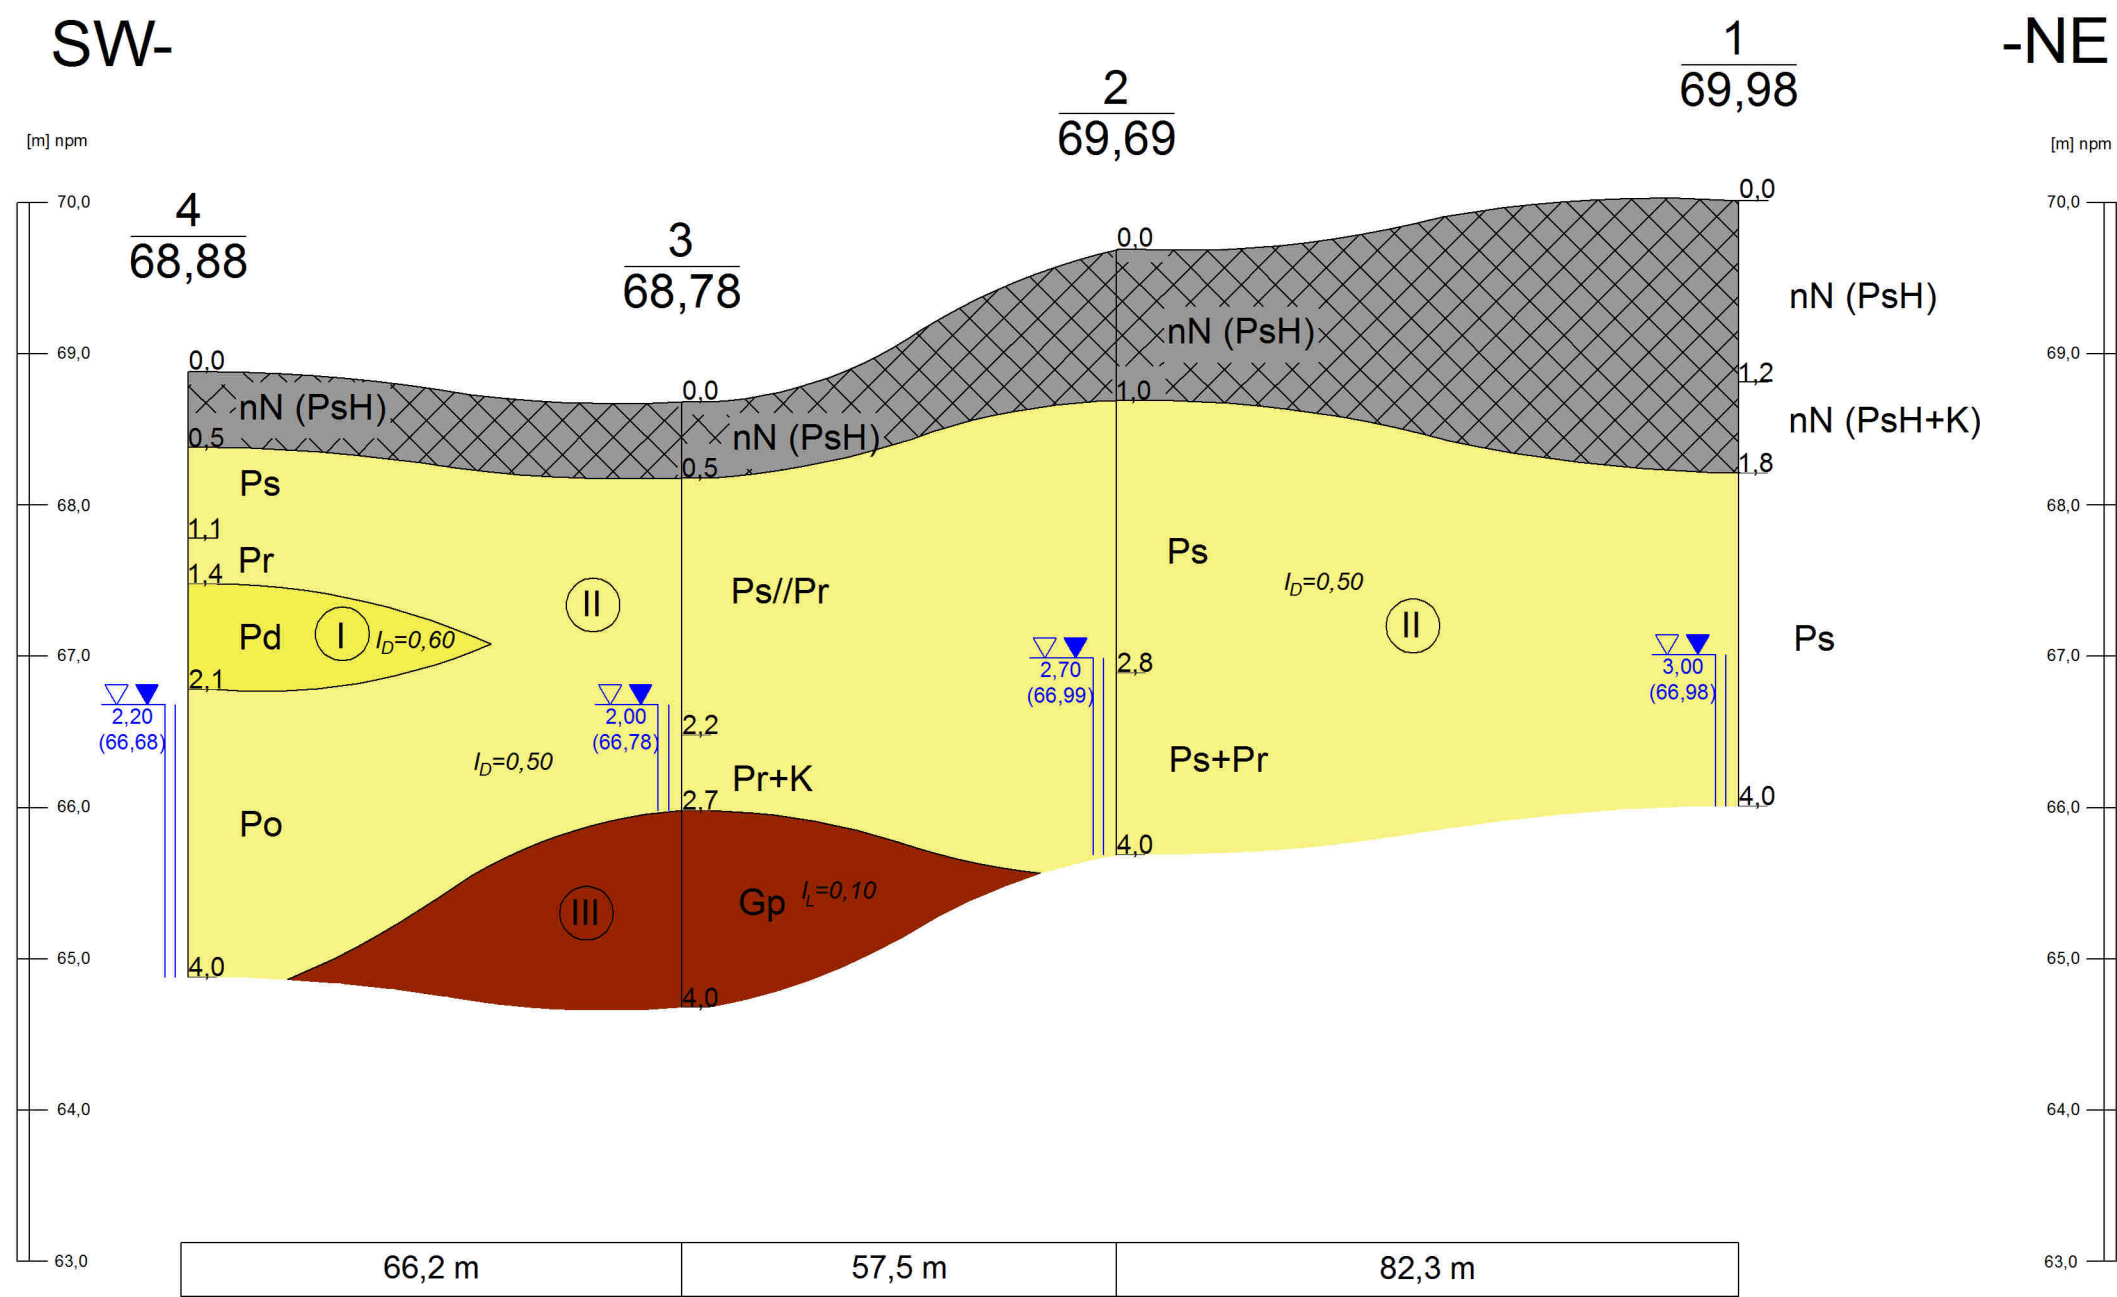 SW-
-NE
1
69,98
2
69,69
[m] npm
[m] npm
4
68,88
3
68,78
70,0
70,0
69,0
69,0
68,0
68,0
67,0
67,0
66,0
66,0
65,0
65,0
64,0
64,0
63,0
63,0
0,0
nN (PsH)
0,5
Ps
1,1
Pr
1,4
Pd
I
I_D=0,60
2,1
2,20
(66,68)
Po
4,0
II
I_D=0,50
III
0,0
nN (PsH)
0,5
Ps//Pr
2,00
(66,78)
2,2
Pr+K
2,7
Gp
I_L=0,10
4,0
0,0
nN (PsH)
1,0
Ps
I_D=0,50
II
2,70
(66,99)
2,8
Ps+Pr
4,0
0,0
nN (PsH)
1,2
nN (PsH+K)
1,8
Ps
3,00
(66,98)
4,0
66,2 m
57,5 m
82,3 m